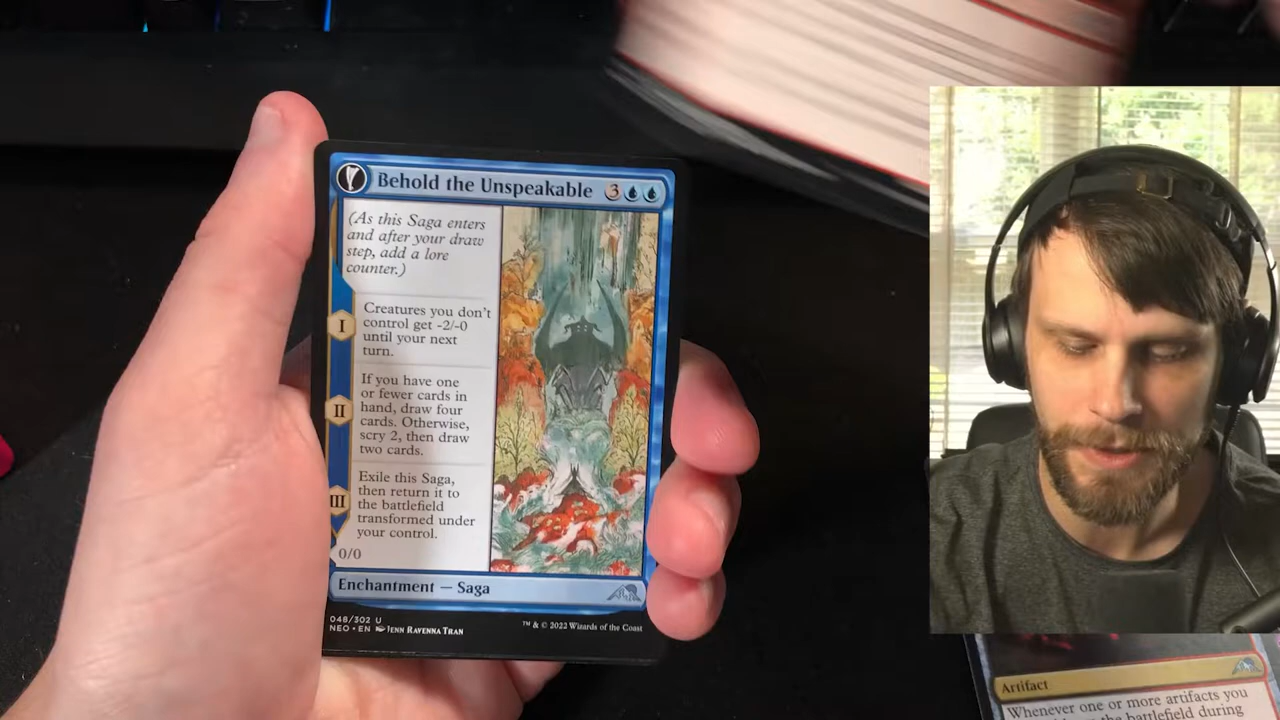 Behold the Unspeakable 3
(As this Saga enters
and after your draw
step, add a lore
counter.)
I
Creatures you don't
control get -2/-0
until your next
turn.
II
If you have one
or fewer cards in
hand, draw four
cards. Otherwise,
scry 2, then draw
two cards.
III
Exile this Saga,
then return it to
the battlefield
transformed under
your control.
0/0
Enchantment — Saga
048/302 U
NEO • EN Jenn Ravenna Tran
™ & © 2022 Wizards of the Coast
Artifact
Whenever one or more artifacts you
the battlefield during